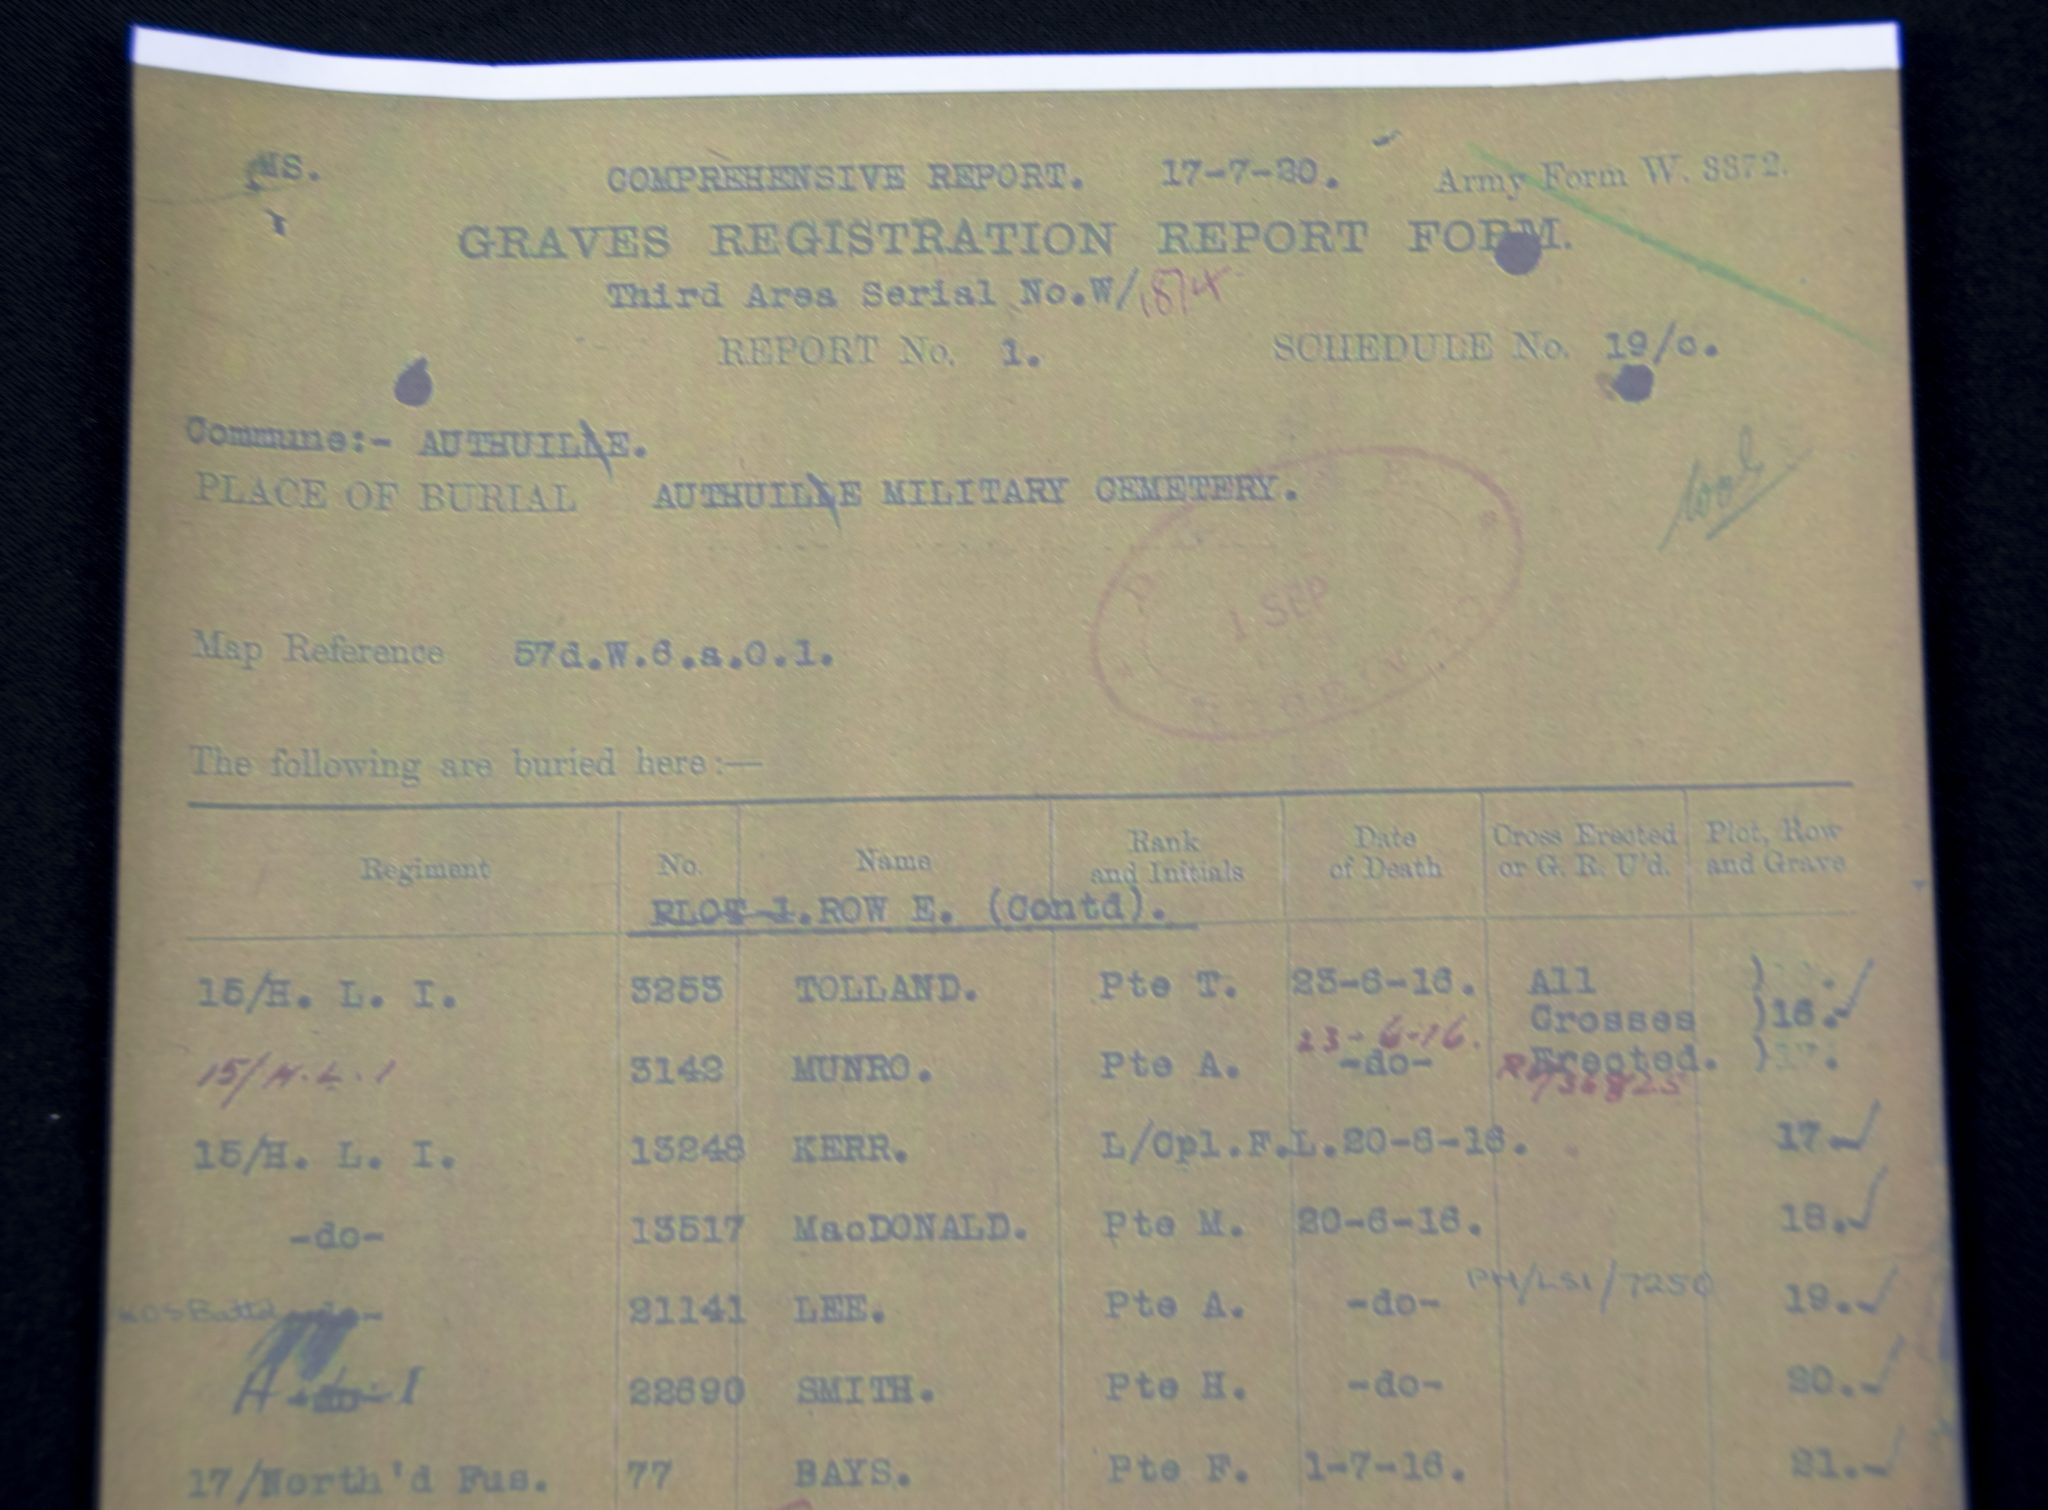 MS. COMPREHENSIVE REPORT. 17-7-20. Army Form W. 3372.
GRAVES REGISTRATION REPORT FORM.
Third Area Serial No.W/
REPORT No. 1. SCHEDULE No. 19/c.
Commune:- AUTHUILLE.
PLACE OF BURIAL AUTHUILLE MILITARY CEMETERY.
1 SEP
Map Reference 57d.W.6.a.0.1.
The following are buried here:—
Regiment No. Name Rank and Initials Date of Death Cross Erected or G. R. U'd. Plot, Row and Grave
PLOT 1. ROW E. (Contd).
15/H. L. I. 3253 TOLLAND. Pte T. 23-6-16. All )
Crosses )16.
23-6-16.
15/H.L.I 3142 MUNRO. Pte A. -do- Erected. )17.
15/H. L. I. 13248 KERR. L/Cpl.F.L. 20-6-16. 17.
-do- 13517 MacDONALD. Pte M. 20-6-16. 18.
-do- 21141 LEE. Pte A. -do- 19.
-do- 22690 SMITH. Pte H. -do- 20.
17/North'd Fus. 77 BAYS. Pte F. 1-7-16. 21.